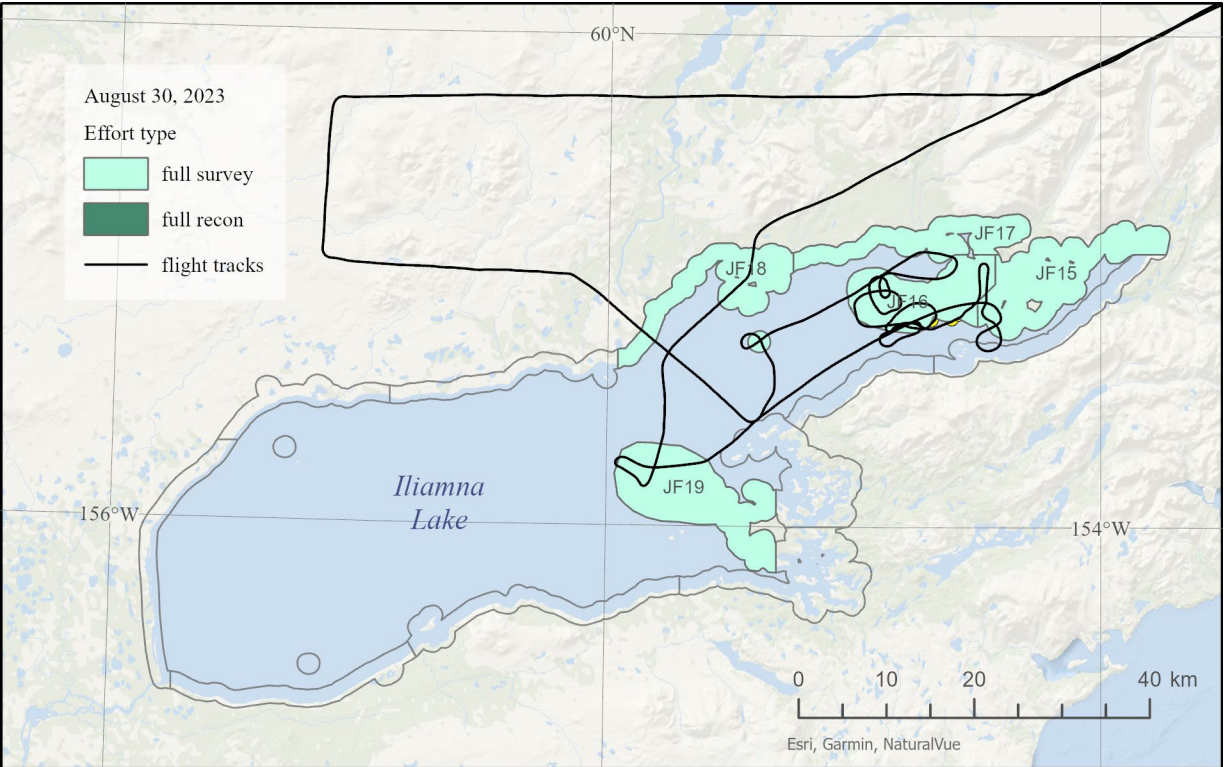 60°N
August 30, 2023
Effort type
full survey
full recon
flight tracks
JF17
JF18
JF15
JF16
Iliamna
Lake
JF19
156°W
154°W
0 10 20 40 km
Esri, Garmin, NaturalVue